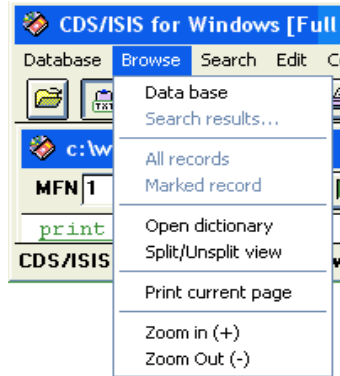 CDS/ISIS for Windows [Full
Database Browse Search Edit
TXT
Data base
Search results...
c:\w
All records
MFN 1
Marked record
print
Open dictionary
Split/Unsplit view
CDS/ISIS
Print current page
Zoom in (+)
Zoom Out (-)